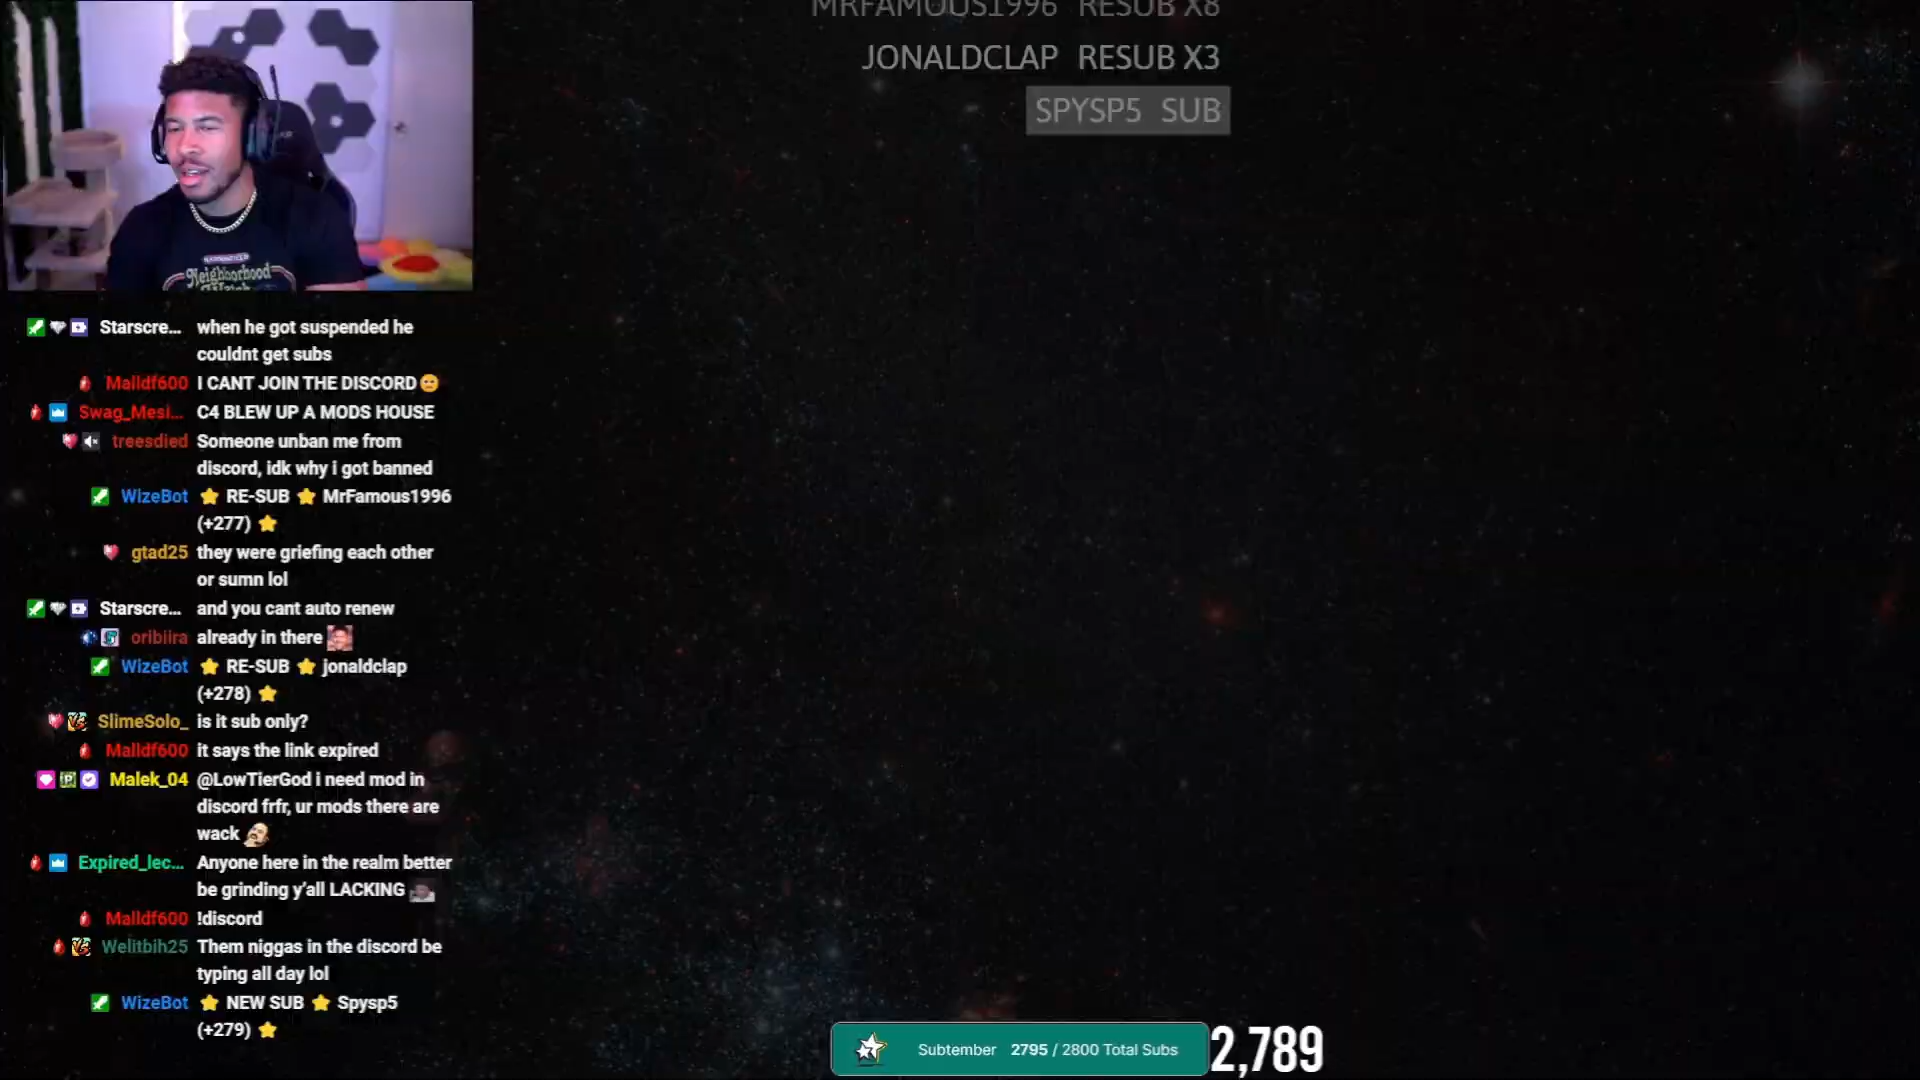 MRFAMOUS1996 RESUB X8
JONALDCLAP RESUB X3
SPYSP5 SUB
Neighborhood
Watch
Starscre... when he got suspended he
couldnt get subs
Malldf600 I CANT JOIN THE DISCORD
Swag_Mesi... C4 BLEW UP A MODS HOUSE
treesdied Someone unban me from
discord, idk why i got banned
WizeBot RE-SUB MrFamous1996
(+277)
gtad25 they were griefing each other
or sumn lol
Starscre... and you cant auto renew
oribiira already in there
WizeBot RE-SUB jonaldclap
(+278)
SlimeSolo_ is it sub only?
Malldf600 it says the link expired
Malek_04 @LowTierGod i need mod in
discord frfr, ur mods there are
wack
Expired_lec... Anyone here in the realm better
be grinding y'all LACKING
Malldf600 !discord
Welitbih25 Them niggas in the discord be
typing all day lol
WizeBot NEW SUB Spysp5
(+279)
Subtember 2795 / 2800 Total Subs
2,789